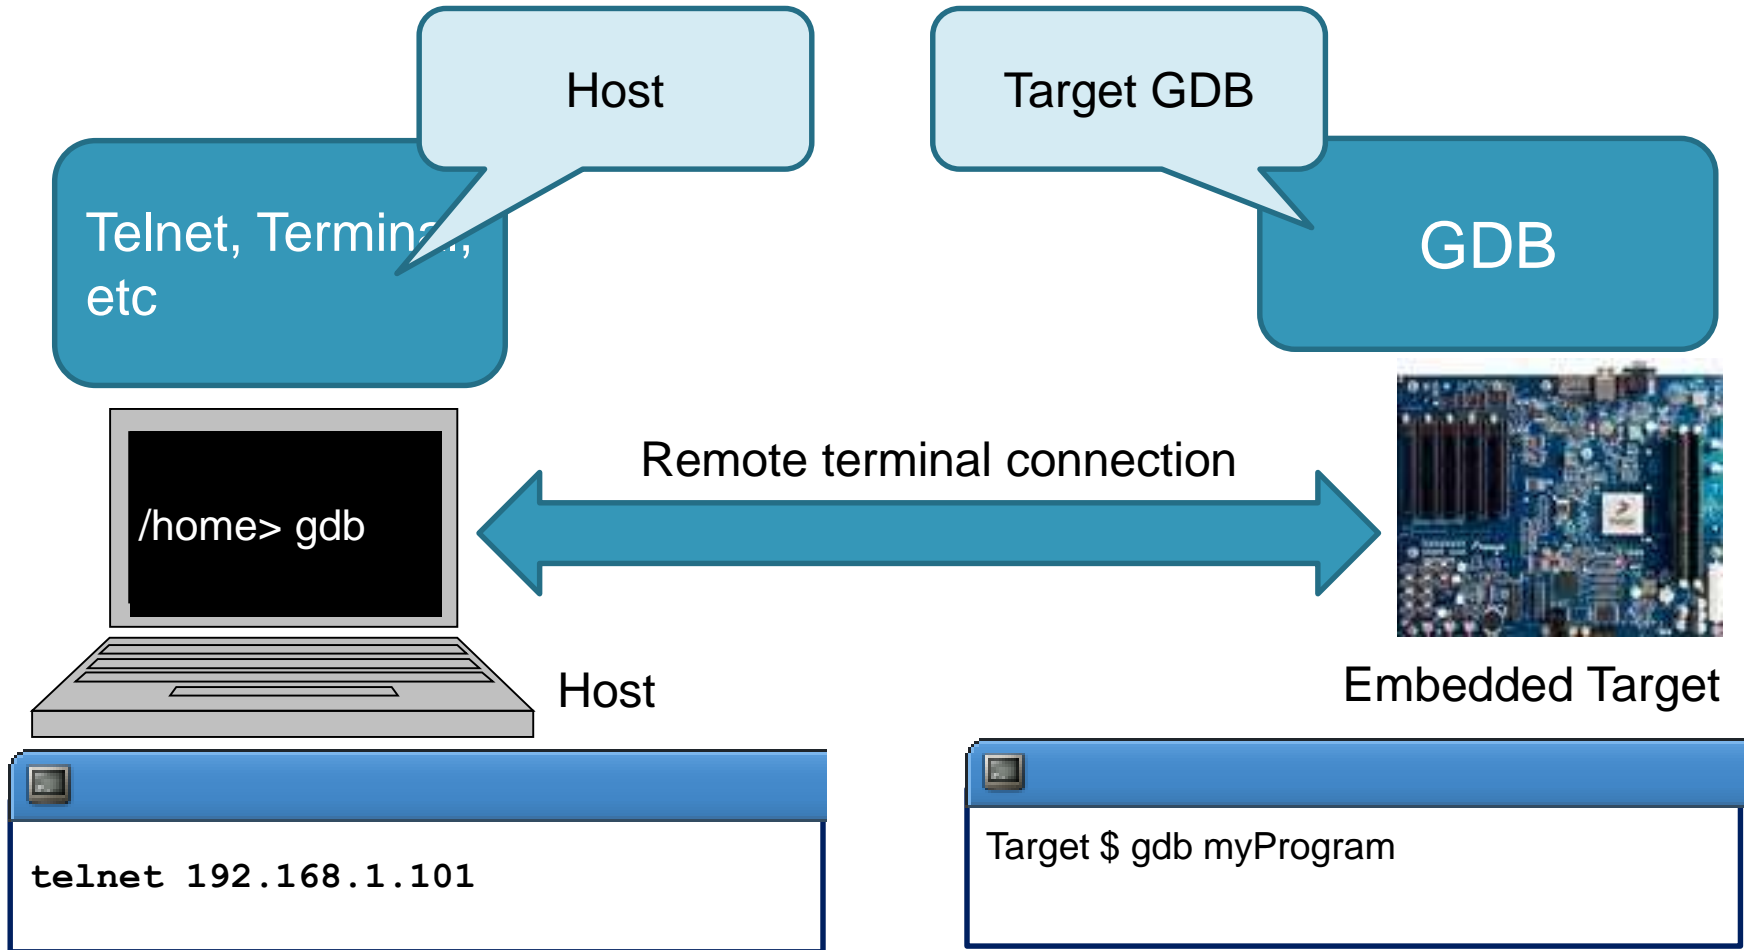 Host
Target GDB
Telnet, Terminal,
etc
GDB
Remote terminal connection
/home> gdb
Host
Embedded Target
telnet 192.168.1.101
Target $ gdb myProgram